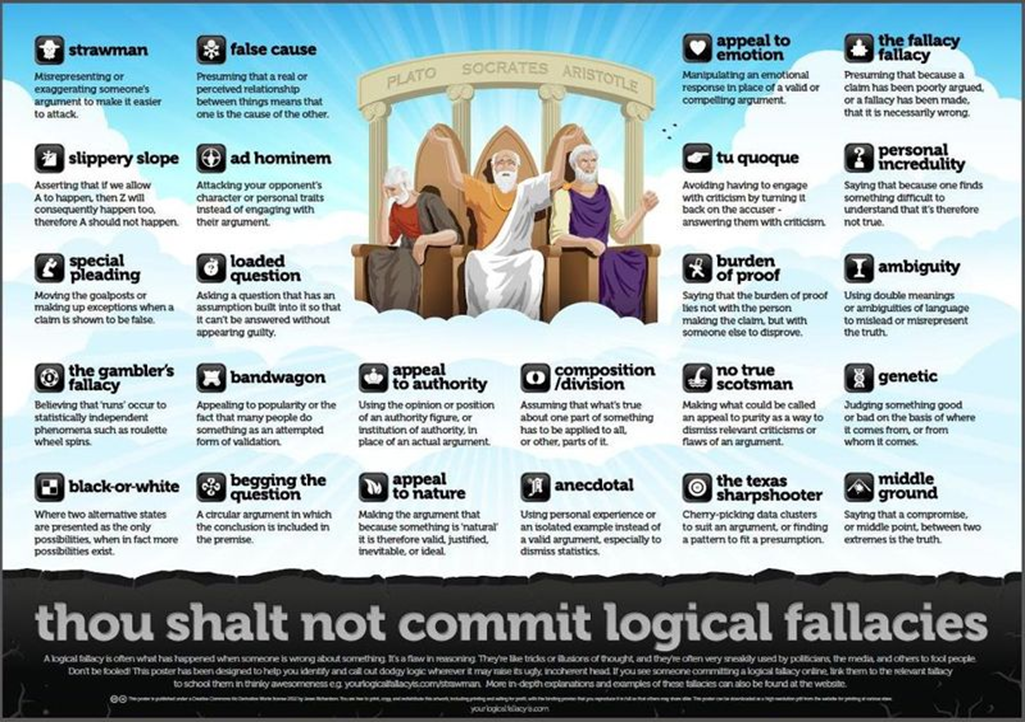 PLATO SOCRATES ARISTOTLE
strawman
Misrepresenting or
exaggerating someone's
argument to make it easier
to attack.
false cause
Presuming that a real or
perceived relationship
between things means that
one is the cause of the other.
appeal to
emotion
Manipulating an emotional
response in place of a valid or
compelling argument.
the fallacy
fallacy
Presuming that because a
claim has been poorly argued,
or a fallacy has been made,
that it is necessarily wrong.
slippery slope
Asserting that if we allow
A to happen, then Z will
consequently happen too,
therefore A should not happen.
ad hominem
Attacking your opponent's
character or personal traits
instead of engaging with
their argument.
tu quoque
Avoiding having to engage
with criticism by turning it
back on the accuser -
answering them with criticism.
personal
incredulity
Saying that because one finds
something difficult to
understand that it's therefore
not true.
special
pleading
Moving the goalposts or
making up exceptions when a
claim is shown to be false.
loaded
question
Asking a question that has an
assumption built into it so that
it can't be answered without
appearing guilty.
burden
of proof
Saying that the burden of proof
lies not with the person
making the claim, but with
someone else to disprove.
ambiguity
Using double meanings
or ambiguities of language
to mislead or misrepresent
the truth.
the gambler's
fallacy
Believing that 'runs' occur to
statistically independent
phenomena such as roulette
wheel spins.
bandwagon
Appealing to popularity or the
fact that many people do
something as an attempted
form of validation.
appeal
to authority
Using the opinion or position
of an authority figure, or
institution of authority, in
place of an actual argument.
composition
/division
Assuming that what's true
about one part of something
has to be applied to all,
or other, parts of it.
no true
scotsman
Making what could be called
an appeal to purity as a way to
dismiss relevant criticisms or
flaws of an argument.
genetic
Judging something good
or bad on the basis of where
it comes from, or from
whom it comes.
black-or-white
Where two alternative states
are presented as the only
possibilities, when in fact more
possibilities exist.
begging the
question
A circular argument in which
the conclusion is included in
the premise.
appeal
to nature
Making the argument that
because something is 'natural'
it is therefore valid, justified,
inevitable, or ideal.
anecdotal
Using personal experience or
an isolated example instead of
a valid argument, especially to
dismiss statistics.
the texas
sharpshooter
Cherry-picking data clusters
to suit an argument, or finding
a pattern to fit a presumption.
middle
ground
Saying that a compromise,
or middle point, between two
extremes is the truth.
thou shalt not commit logical fallacies
A logical fallacy is often what has happened when someone is wrong about something. It's a flaw in reasoning. They're like tricks or illusions of thought, and they're often very sneakily used by politicians, the media, and others to fool people.
Don't be fooled! This poster has been designed to help you identify and call out dodgy logic wherever it may raise its ugly, incoherent head. If you see someone committing a logical fallacy online, link them to the relevant fallacy
to school them in thinky awesomeness e.g. yourlogicalfallacyis.com/strawman. More in-depth explanations and examples of these fallacies can also be found at the website.
yourlogicalfallacyis.com